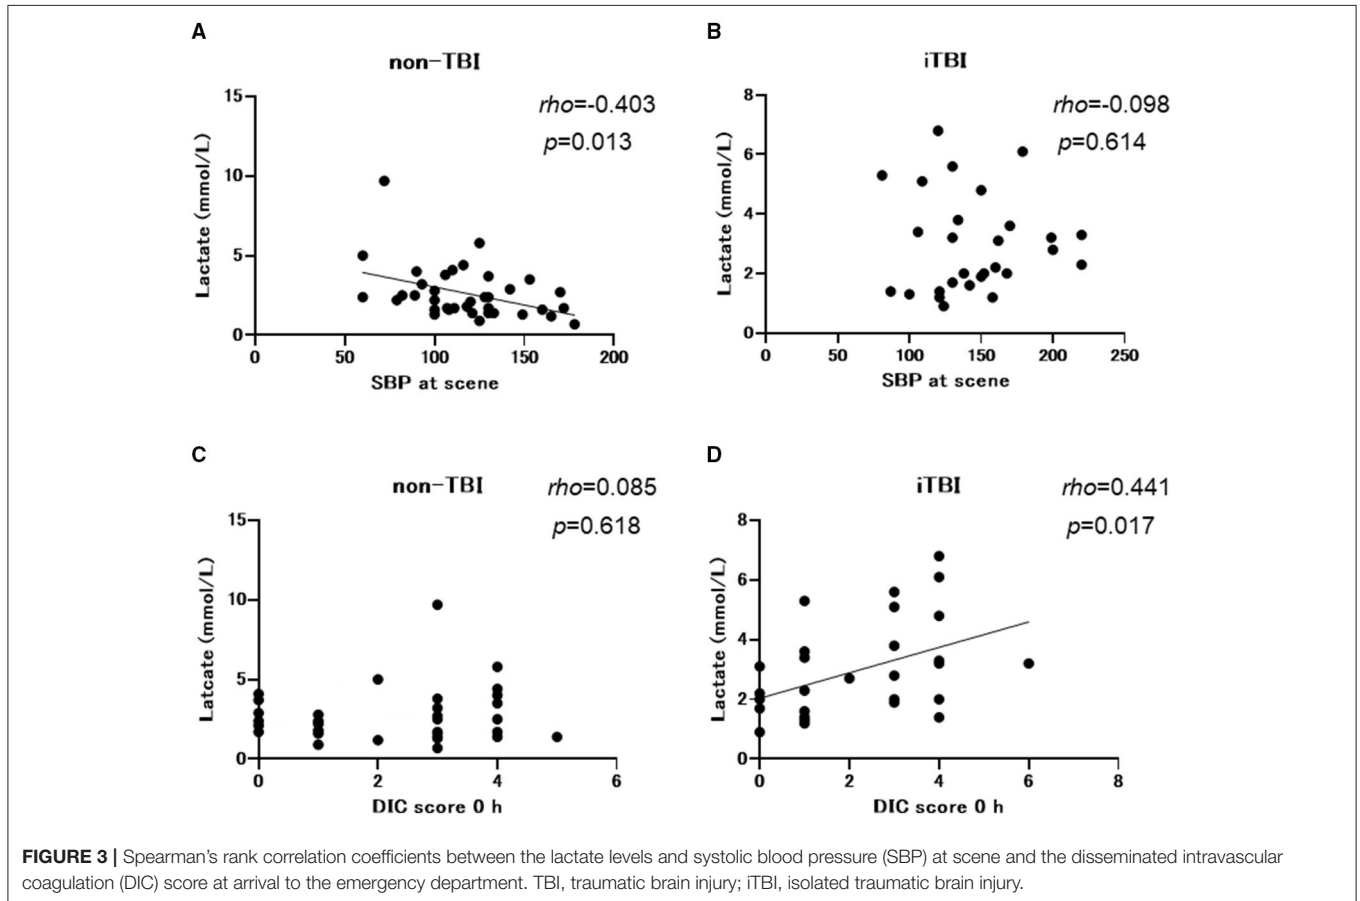 A
non-TBI
rho=-0.403
p=0.013
15
10
5
0
Lactate (mmol/L)
0 50 100 150 200
SBP at scene
B
iTBI
rho=-0.098
p=0.614
8
6
4
2
0
Lactate (mmol/L)
0 50 100 150 200 250
SBP at scene
C
non-TBI
rho=0.085
p=0.618
15
10
5
0
Latcate (mmol/L)
0 2 4 6
DIC score 0 h
D
iTBI
rho=0.441
p=0.017
8
6
4
2
0
Lactate (mmol/L)
0 2 4 6 8
DIC score 0 h
FIGURE 3 | Spearman's rank correlation coefficients between the lactate levels and systolic blood pressure (SBP) at scene and the disseminated intravascular
coagulation (DIC) score at arrival to the emergency department. TBI, traumatic brain injury; iTBI, isolated traumatic brain injury.